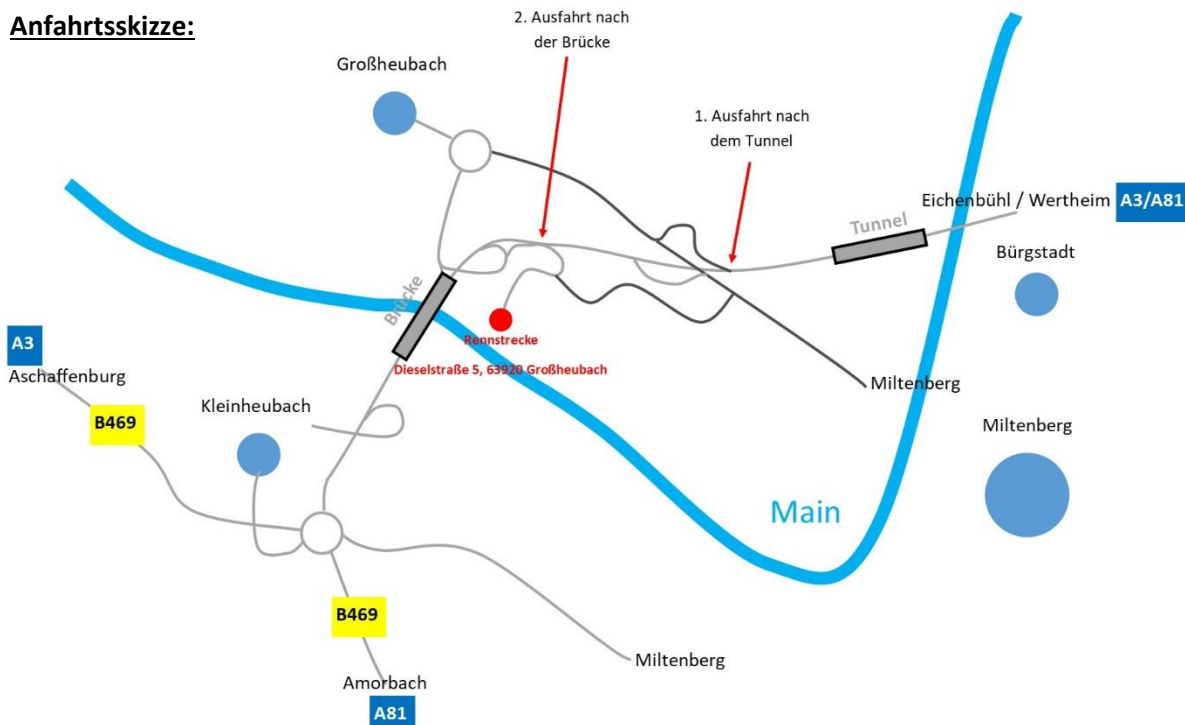 Anfahrtsskizze:
2. Ausfahrt nach
der Brücke
Großheubach
1. Ausfahrt nach
dem Tunnel
Eichenbühl / Wertheim
A3/A81
Tunnel
Bürgstadt
Brücke
Rennstrecke
Dieselstraße 5, 63920 Großheubach
A3
Aschaffenburg
Miltenberg
B469
Kleinheubach
Miltenberg
Main
B469
Miltenberg
Amorbach
A81